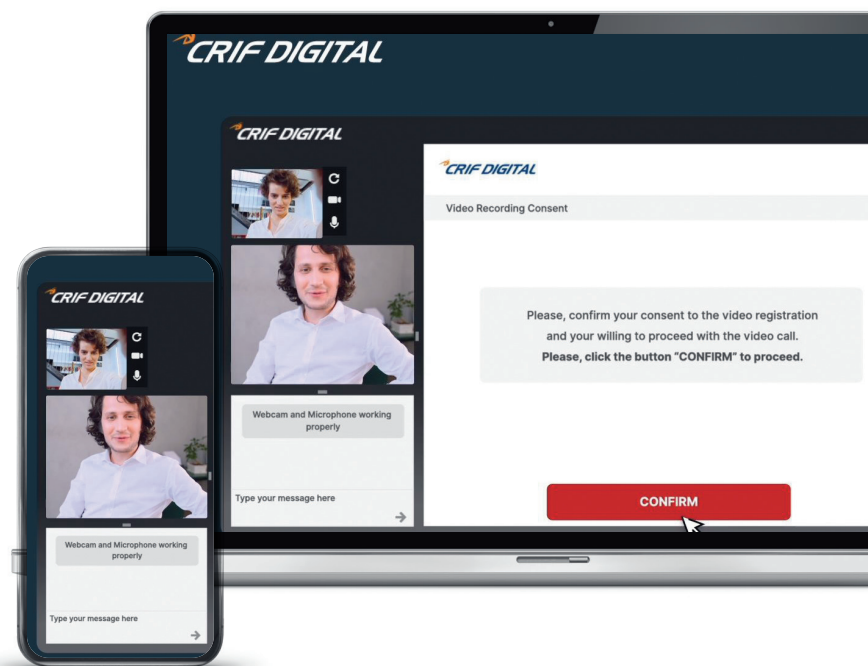 CRIF DIGITAL
CRIF DIGITAL
CRIF DIGITAL
Video Recording Consent
Please, confirm your consent to the video registration
and your willing to proceed with the video call.
Please, click the button “CONFIRM” to proceed.
Webcam and Microphone working
properly
Type your message here
CONFIRM
CRIF DIGITAL
Webcam and Microphone working
properly
Type your message here